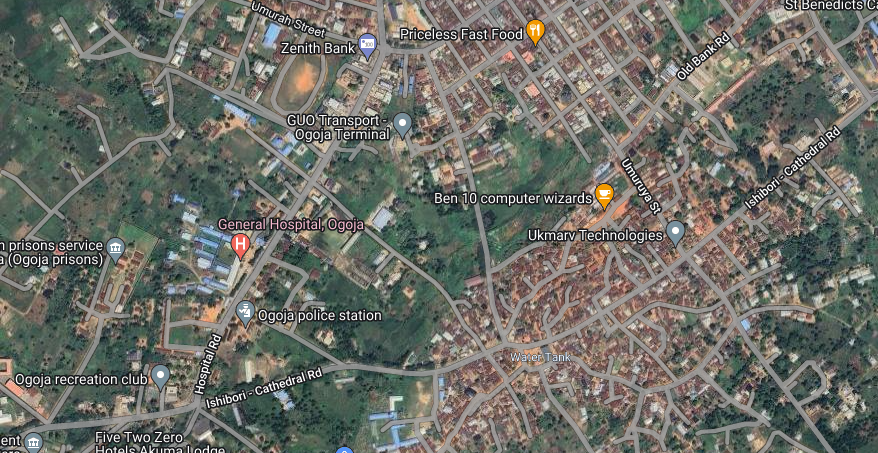 St Benedicts Ca
Umurah Street
Priceless Fast Food
Zenith Bank
Old Bank Rd
GUO Transport -
Ogoja Terminal
Ishibori - Cathedral Rd
Umuruya St
Ben 10 computer wizards
General Hospital, Ogoja
H
Ukmarv Technologies
n prisons service
a (Ogoja prisons)
Ogoja police station
Water Tank
Hospital Rd
Ogoja recreation club
Ishibori - Cathedral Rd
ent
Five Two Zero
Hotels Akuma Lodge